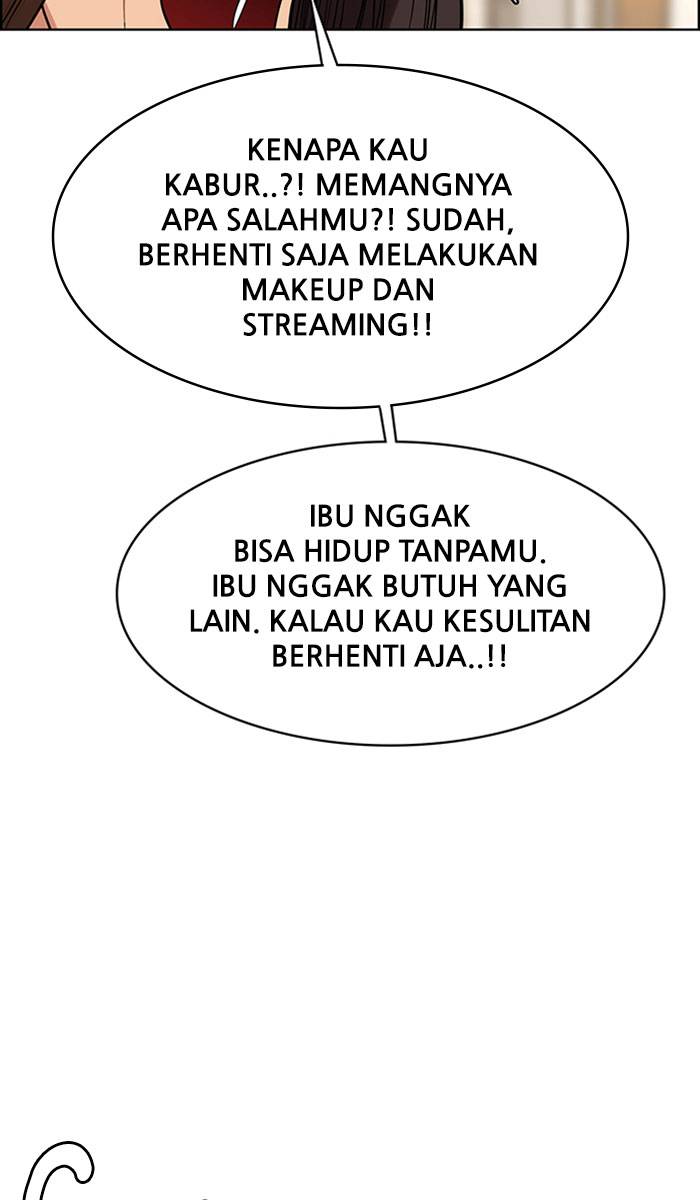 KENAPA KAU
KABUR..?! MEMANGNYA
APA SALAHMU?! SUDAH,
BERHENTI SAJA MELAKUKAN
MAKEUP DAN
STREAMING!!
IBU NGGAK
BISA HIDUP TANPAMU.
IBU NGGAK BUTUH YANG
LAIN. KALAU KAU KESULITAN
BERHENTI AJA..!!